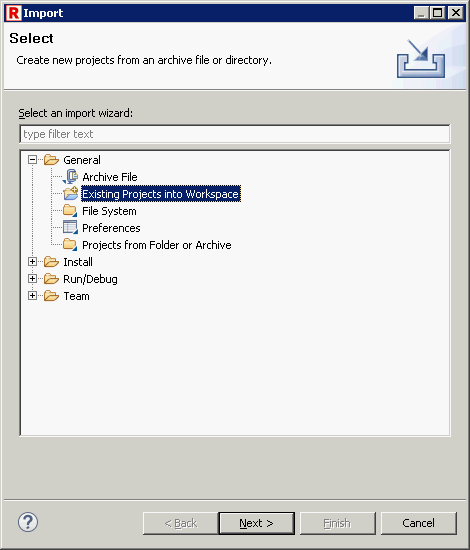 R Import
Select
Create new projects from an archive file or directory.
Select an import wizard:
type filter text
General
Archive File
Existing Projects into Workspace
File System
Preferences
Projects from Folder or Archive
Install
Run/Debug
Team
? < Back Next > Finish Cancel